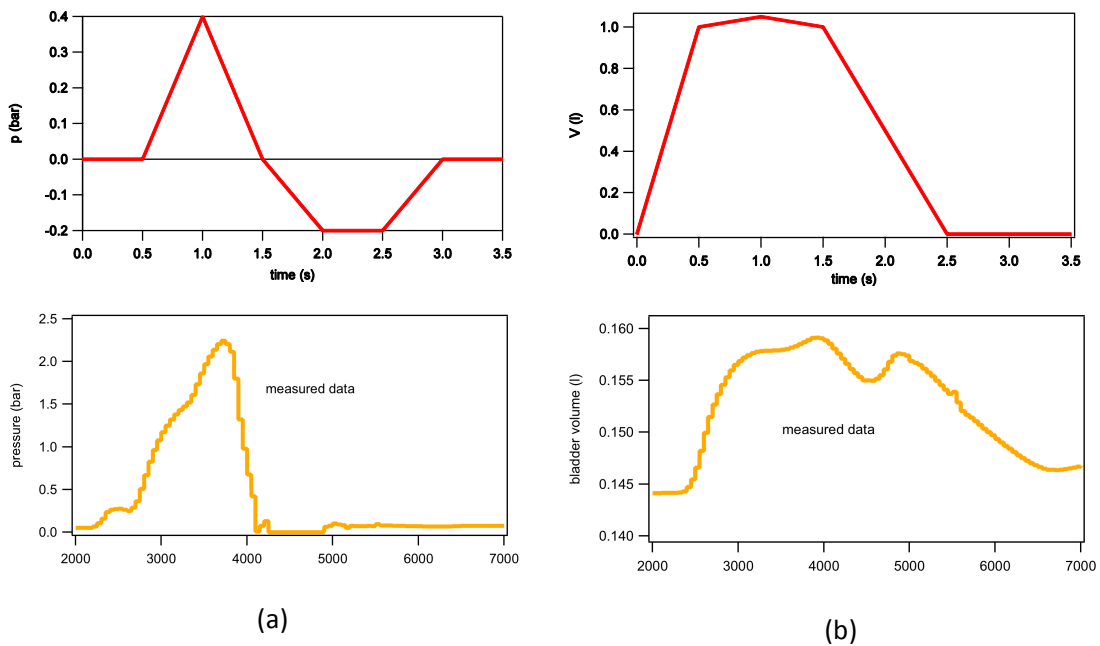 p (bar)
0.4
0.3
0.2
0.1
0.0
-0.1
-0.2
0.0 0.5 1.0 1.5 2.0 2.5 3.0 3.5
time (s)
V (l)
1.0
0.8
0.6
0.4
0.2
0.0
0.0 0.5 1.0 1.5 2.0 2.5 3.0 3.5
time (s)
pressure (bar)
2.5
2.0
1.5
1.0
0.5
0.0
measured data
2000 3000 4000 5000 6000 7000
(a)
bladder volume (l)
0.160
0.155
0.150
0.145
0.140
measured data
2000 3000 4000 5000 6000 7000
(b)